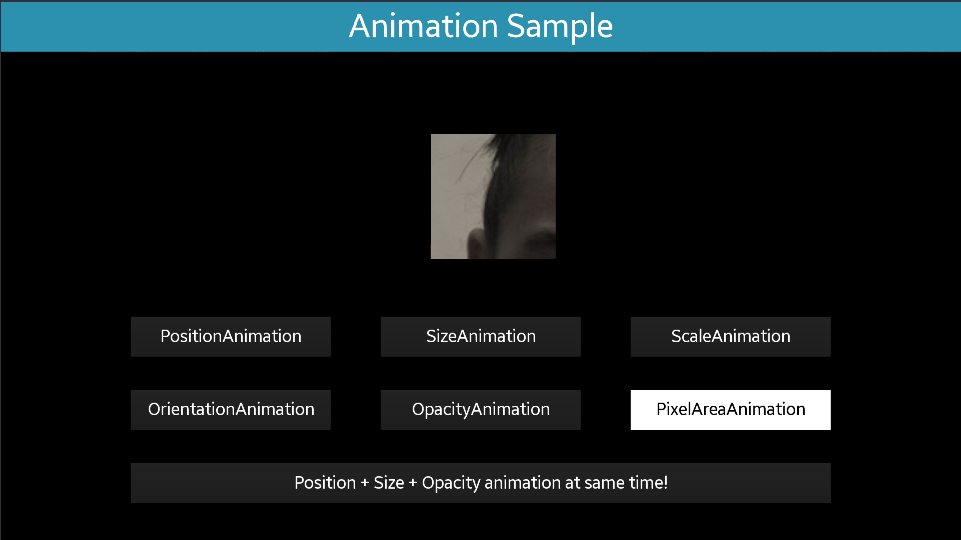 Animation Sample
PositionAnimation
SizeAnimation
ScaleAnimation
OrientationAnimation
OpacityAnimation
PixelAreaAnimation
Position + Size + Opacity animation at same time!